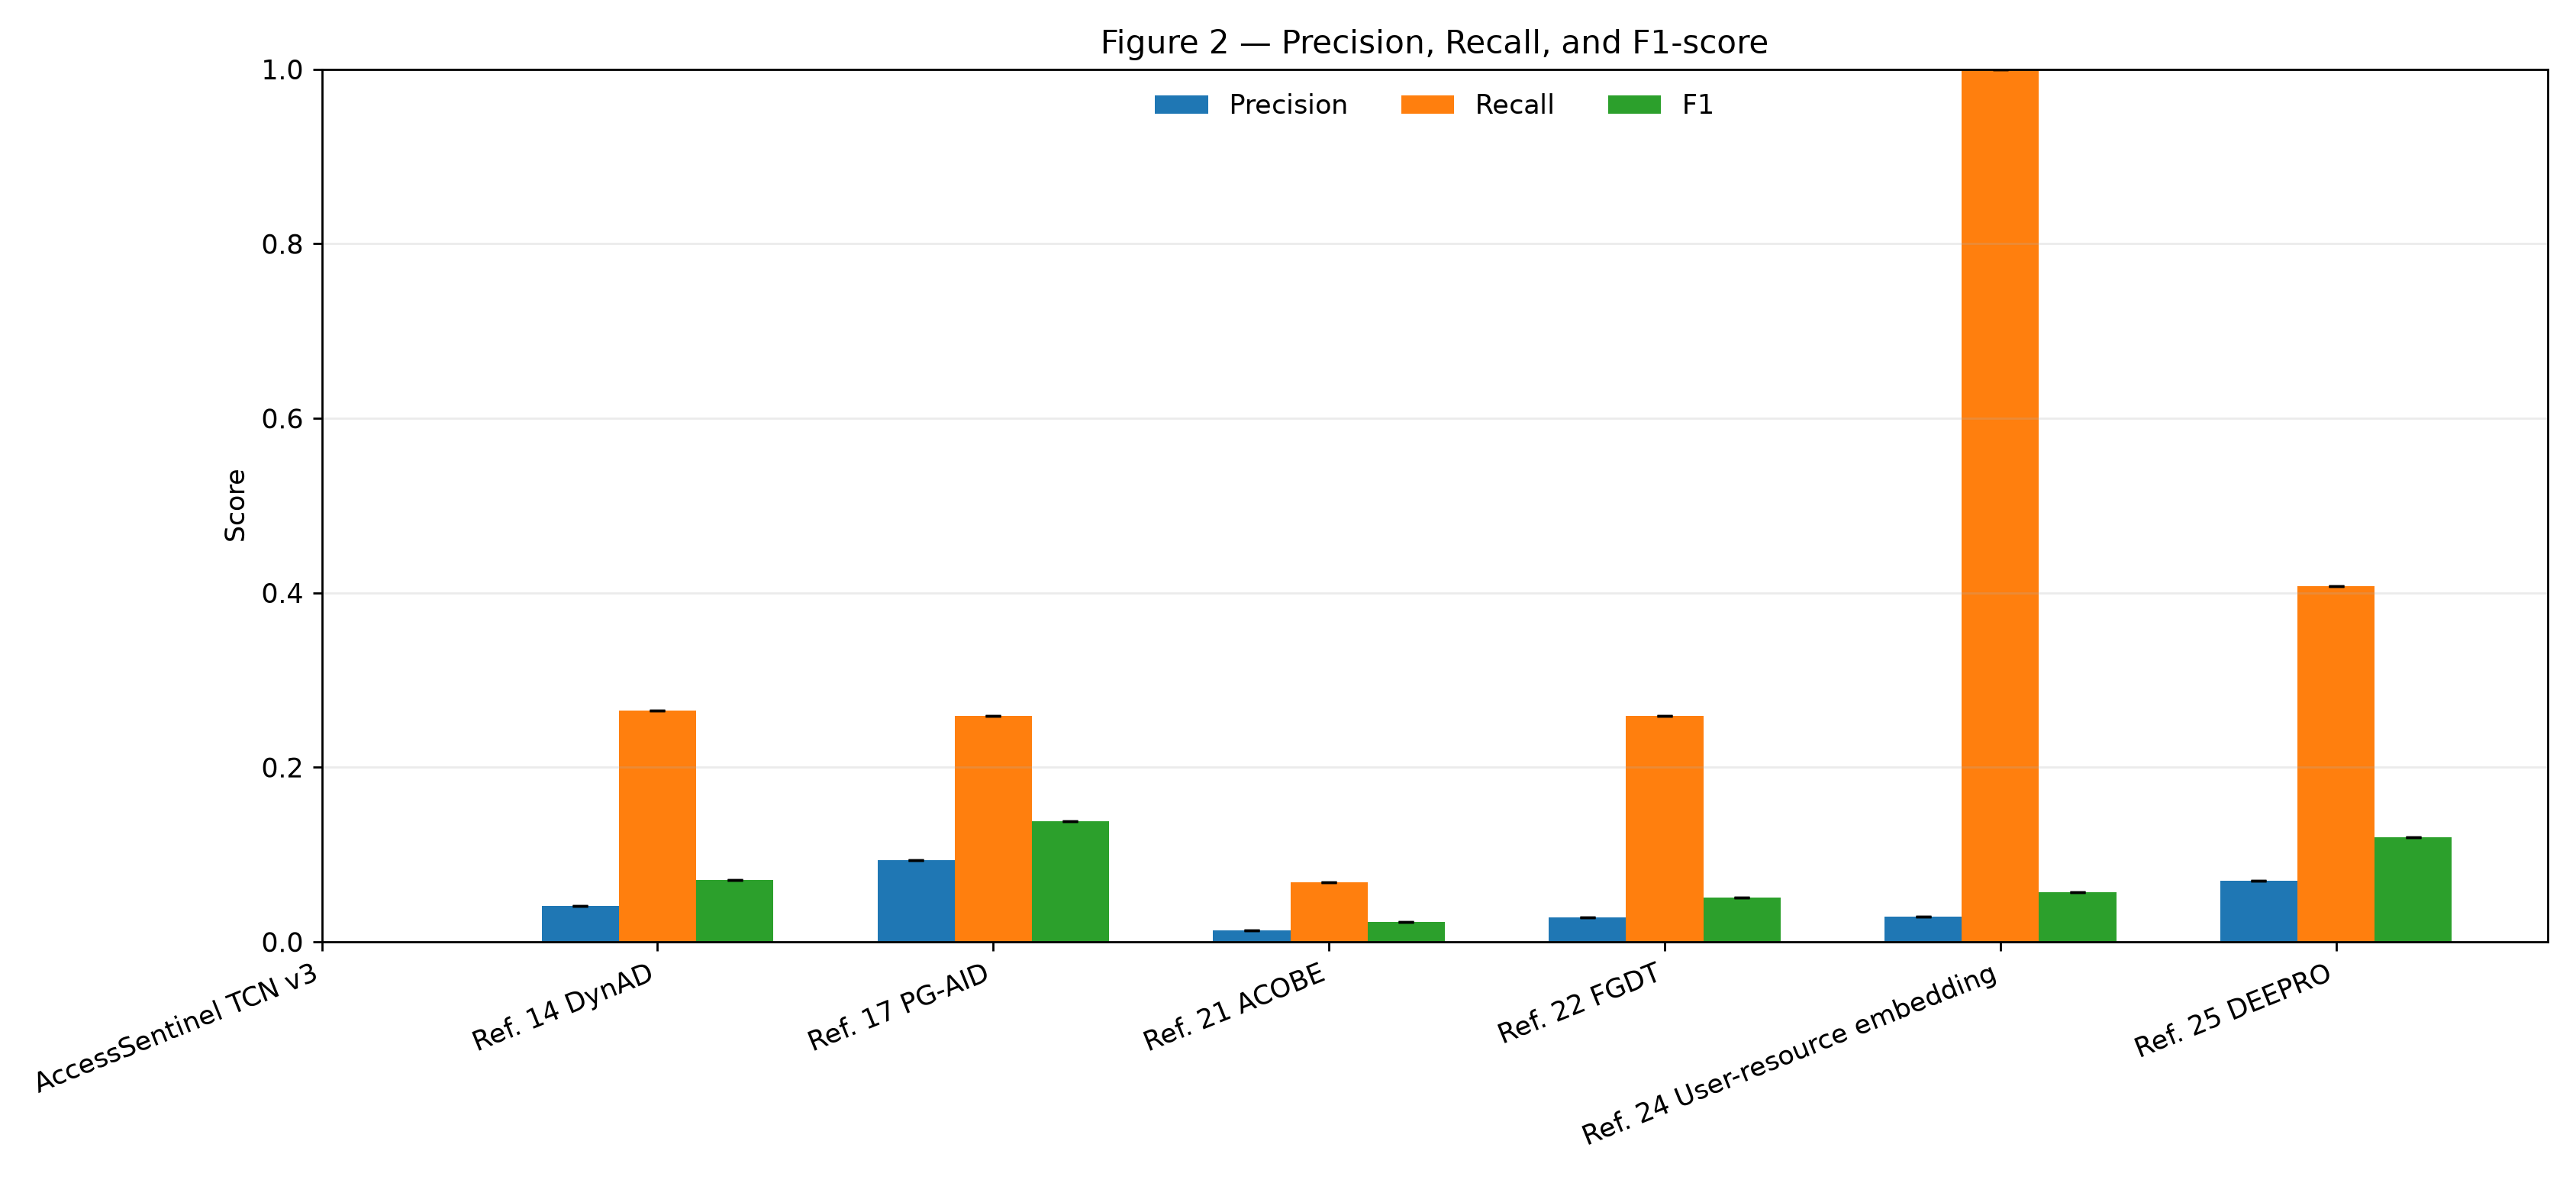 Figure 2 — Precision, Recall, and F1-score
Precision Recall F1
1.0
0.8
0.6
0.4
0.2
0.0
Score
AccessSentinel TCN v3
Ref. 14 DynAD
Ref. 17 PG-AID
Ref. 21 ACOBE
Ref. 22 FGDT
Ref. 24 User-resource embedding
Ref. 25 DEEPRO